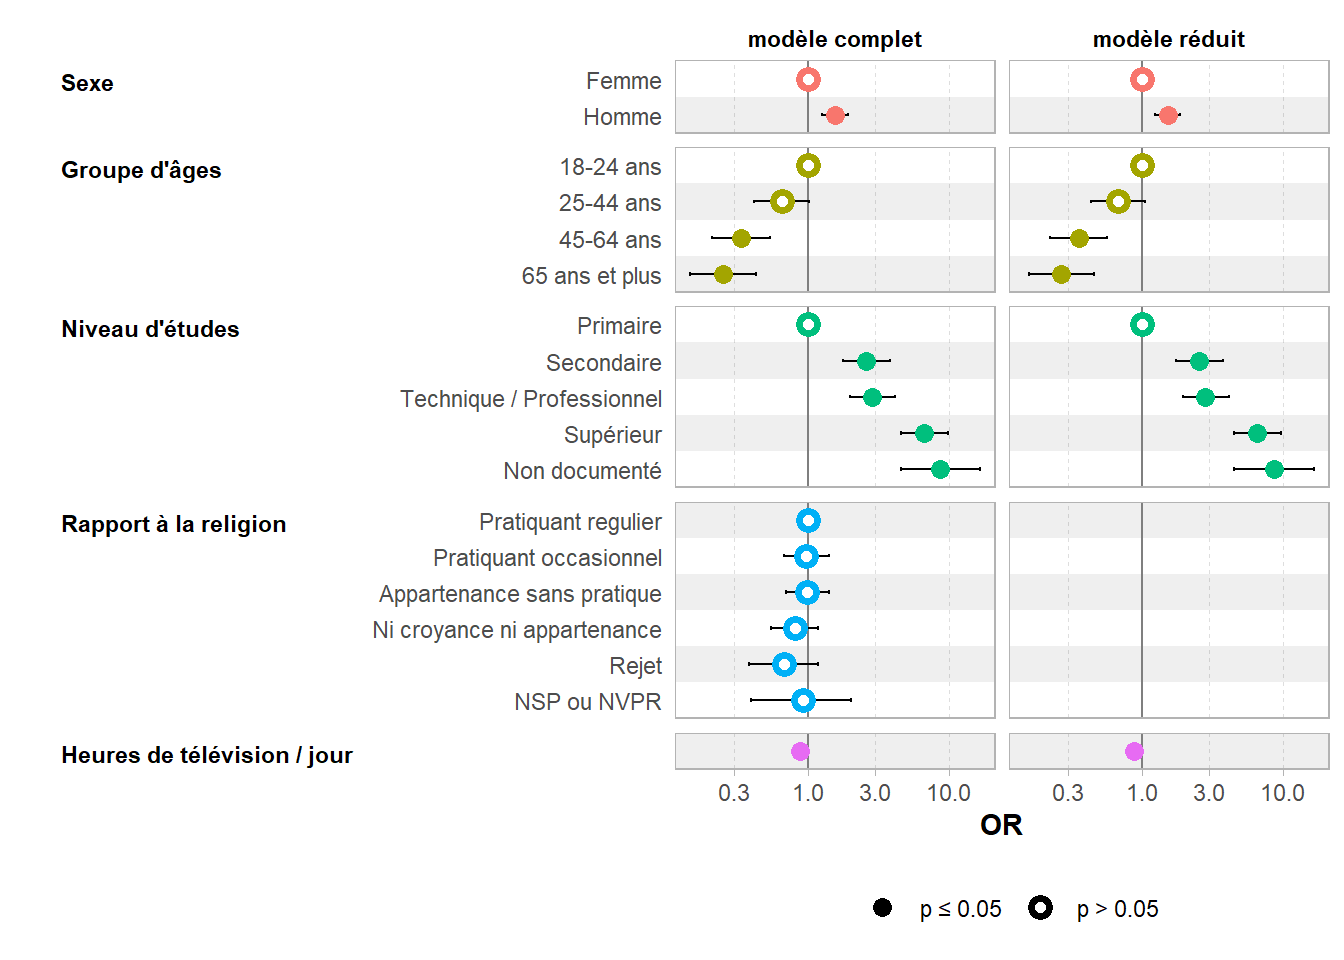 modèle complet modèle réduit
Sexe
Femme
Homme
Groupe d'âges
18-24 ans
25-44 ans
45-64 ans
65 ans et plus
Niveau d'études
Primaire
Secondaire
Technique / Professionnel
Supérieur
Non documenté
Rapport à la religion
Pratiquant regulier
Pratiquant occasionnel
Appartenance sans pratique
Ni croyance ni appartenance
Rejet
NSP ou NVPR
Heures de télévision / jour
0.3 1.0 3.0 10.0 0.3 1.0 3.0 10.0
OR
p ≤ 0.05 p > 0.05